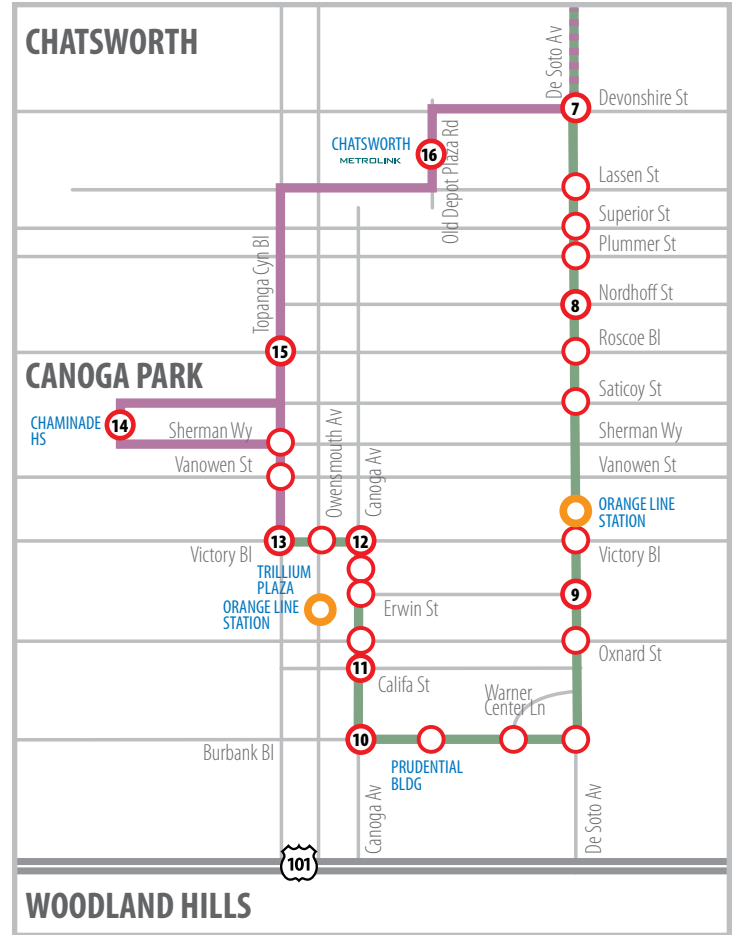 CHATSWORTH
De Soto Av
7
Devonshire St
CHATSWORTH
METROLINK
16
Old Depot Plaza Rd
Lassen St
Superior St
Plummer St
Topanga Cyn Bl
8
Nordhoff St
15
Roscoe Bl
CANOGA PARK
Saticoy St
CHAMINADE
HS
14
Sherman Wy
Sherman Wy
Vanowen St
Owensmouth Av
Canoga Av
Vanowen St
ORANGE LINE
STATION
13
12
Victory Bl
Victory Bl
TRILLIUM
PLAZA
ORANGE LINE
STATION
9
Erwin St
Oxnard St
11
Califa St
Warner
Center Ln
10
Burbank Bl
PRUDENTIAL
BLDG
Canoga Av
De Soto Av
101
WOODLAND HILLS